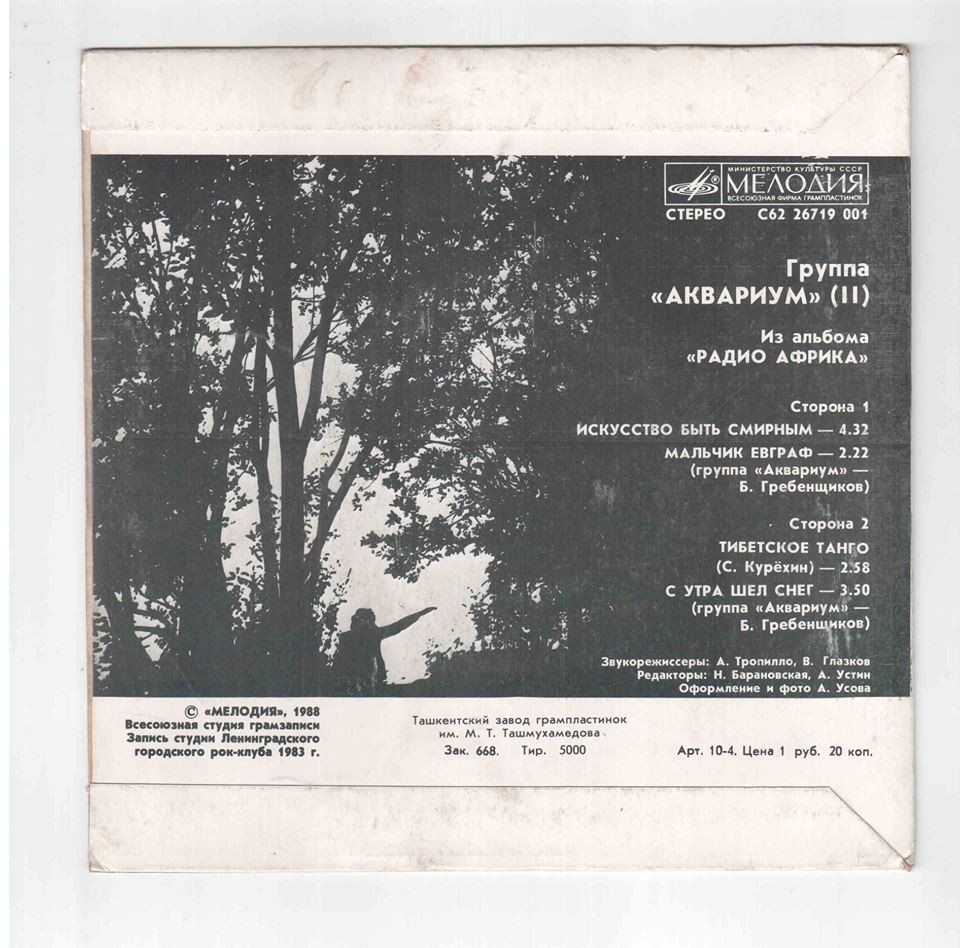 МИНИСТЕРСТВО КУЛЬТУРЫ СССР
МЕЛОДИЯ
ВСЕСОЮЗНАЯ ФИРМА ГРАМПЛАСТИНОК
СТЕРЕО С62 26719 001
Группа
«АКВАРИУМ» (II)
Из альбома
«РАДИО АФРИКА»
Сторона 1
ИСКУССТВО БЫТЬ СМИРНЫМ — 4.32
МАЛЬЧИК ЕВГРАФ — 2.22
(группа «Аквариум» —
Б. Гребенщиков)
Сторона 2
ТИБЕТСКОЕ ТАНГО
(С. Курёхин) — 2.58
С УТРА ШЕЛ СНЕГ — 3.50
(группа «Аквариум» —
Б. Гребенщиков)
Звукорежиссеры: А. Тропилло, В. Глазков
Редакторы: Н. Барановская, А. Устин
Оформление и фото А. Усова
© «МЕЛОДИЯ», 1988
Всесоюзная студия грамзаписи
Запись студии Ленинградского
городского рок-клуба 1983 г.
Ташкентский завод грампластинок
им. М. Т. Ташмухамедова
Зак. 668. Тир. 5000
Арт. 10-4. Цена 1 руб. 20 коп.